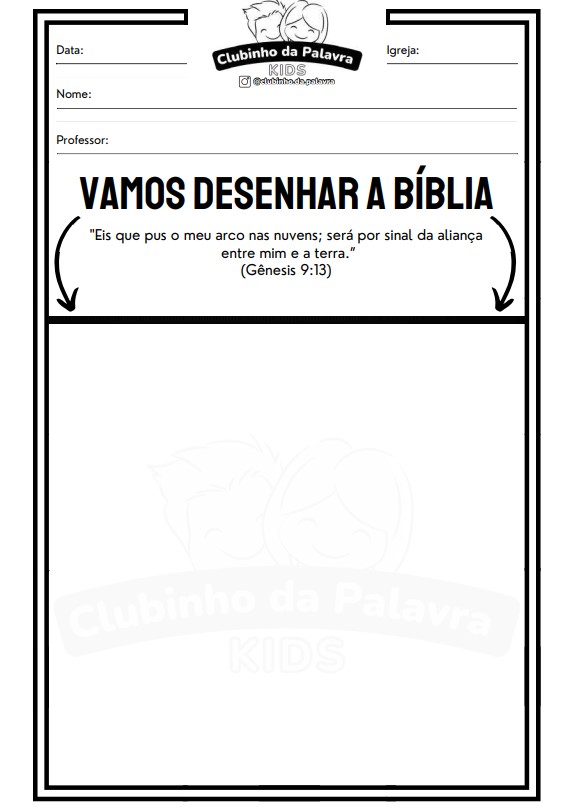 Clubinho da Palavra
KIDS
@clubinho.da.palavra
Data:
Igreja:
Nome:
Professor:
VAMOS DESENHAR A BÍBLIA
"Eis que pus o meu arco nas nuvens; será por sinal da aliança
entre mim e a terra.”
(Gênesis 9:13)
Clubinho da Palavra
KIDS